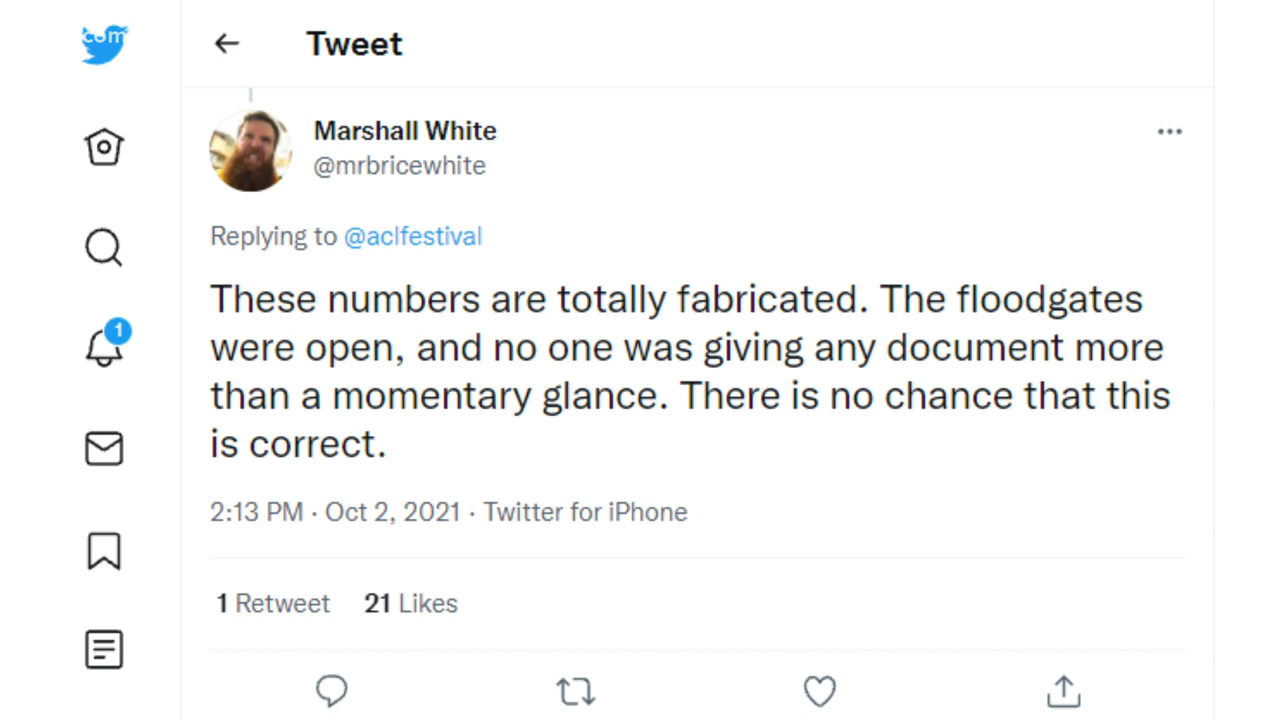 com
Tweet
Marshall White
@mrbricewhite
Replying to @aclfestival
These numbers are totally fabricated. The floodgates
were open, and no one was giving any document more
than a momentary glance. There is no chance that this
is correct.
1
2:13 PM · Oct 2, 2021 · Twitter for iPhone
1 Retweet 21 Likes